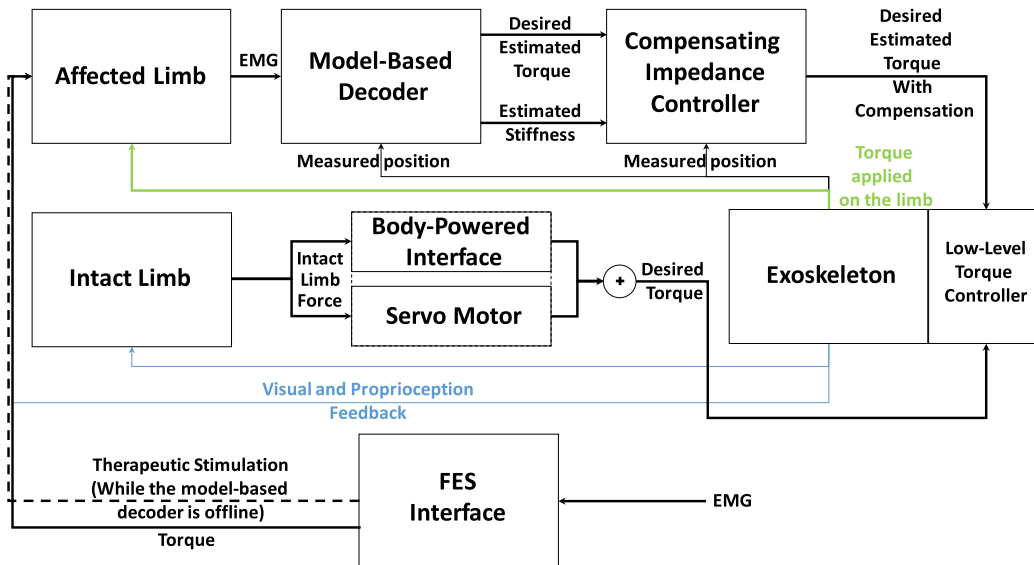 Affected Limb
EMG
Model-Based
Decoder
Desired
Estimated
Torque
Estimated
Stiffness
Compensating
Impedance
Controller
Desired
Estimated
Torque
With
Compensation
Measured position
Measured position
Torque
applied
on the limb
Intact Limb
Intact
Limb
Force
Body-Powered
Interface
Servo Motor
+
Desired
Torque
Exoskeleton
Low-Level
Torque
Controller
Visual and Proprioception
Feedback
Therapeutic Stimulation
(While the model-based
decoder is offline)
Torque
FES
Interface
EMG